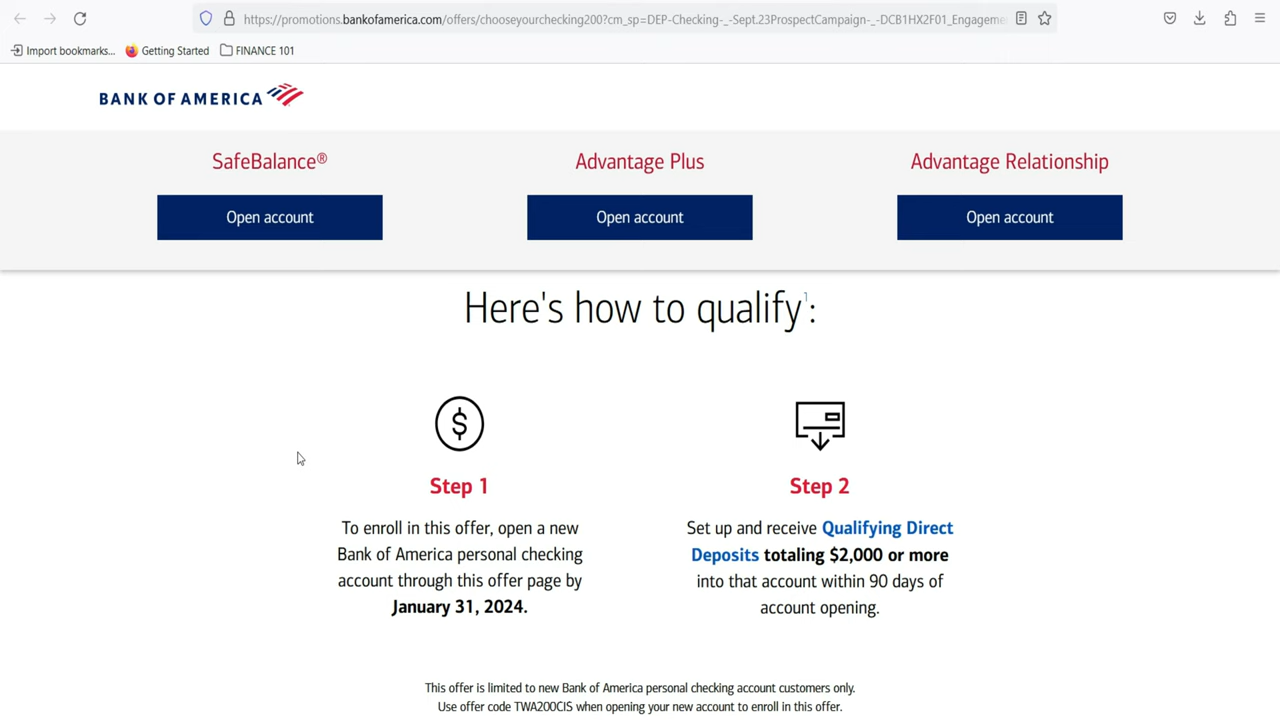 https://promotions.bankofamerica.com/offers/chooseyourchecking200?cm_sp=DEP-Checking-_-Sept.23ProspectCampaign-_-DCB1HX2F01_Engageme
Import bookmarks... Getting Started FINANCE 101
BANK OF AMERICA
SafeBalance® Advantage Plus Advantage Relationship
Open account Open account Open account
Here's how to qualify¹:
$
Step 1
To enroll in this offer, open a new
Bank of America personal checking
account through this offer page by
January 31, 2024.
Step 2
Set up and receive Qualifying Direct
Deposits totaling $2,000 or more
into that account within 90 days of
account opening.
This offer is limited to new Bank of America personal checking account customers only.
Use offer code TWA200CIS when opening your new account to enroll in this offer.